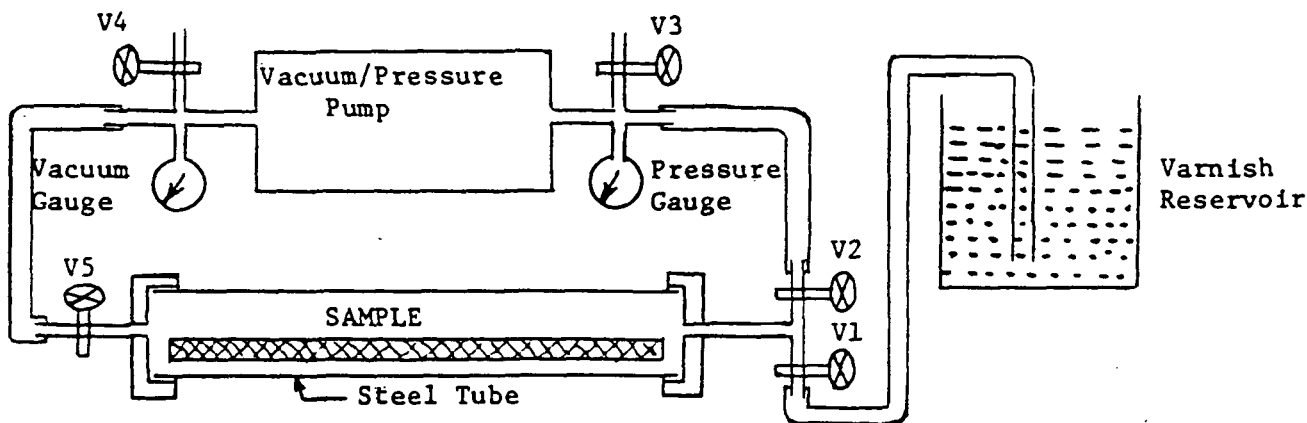 V4
V3
Vacuum/Pressure
Pump
Vacuum
Gauge
Pressure
Gauge
Varnish
Reservoir
V5
V2
SAMPLE
V1
Steel Tube